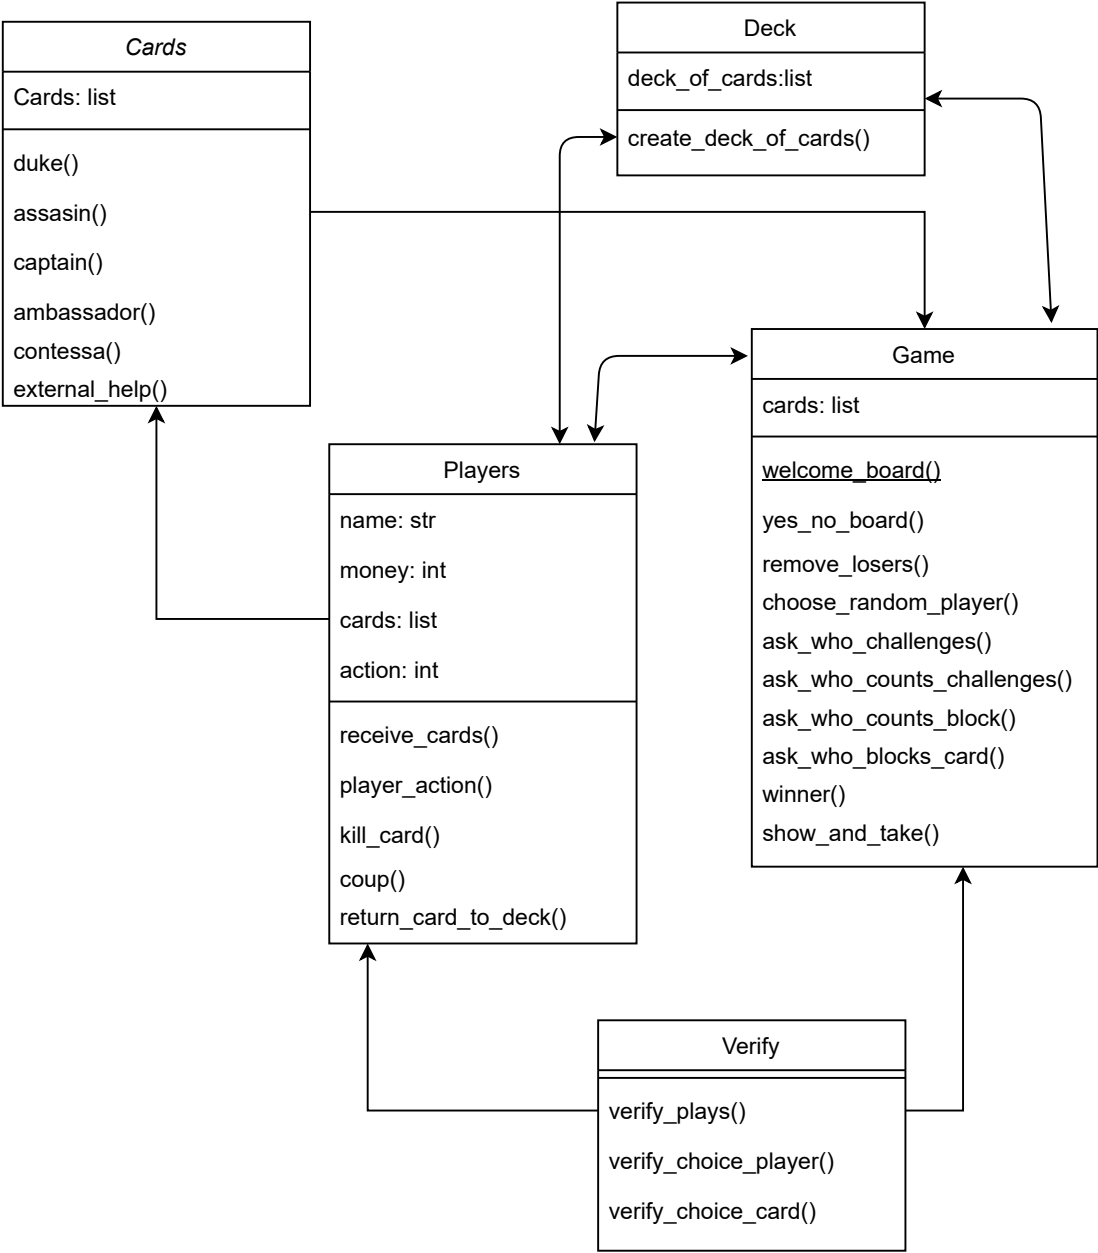 Cards
Cards: list
duke()
assasin()
captain()
ambassador()
contessa()
external_help()
Deck
deck_of_cards:list
create_deck_of_cards()
Players
name: str
money: int
cards: list
action: int
receive_cards()
player_action()
kill_card()
coup()
return_card_to_deck()
Game
cards: list
welcome_board()
yes_no_board()
remove_losers()
choose_random_player()
ask_who_challenges()
ask_who_counts_challenges()
ask_who_counts_block()
ask_who_blocks_card()
winner()
show_and_take()
Verify
verify_plays()
verify_choice_player()
verify_choice_card()